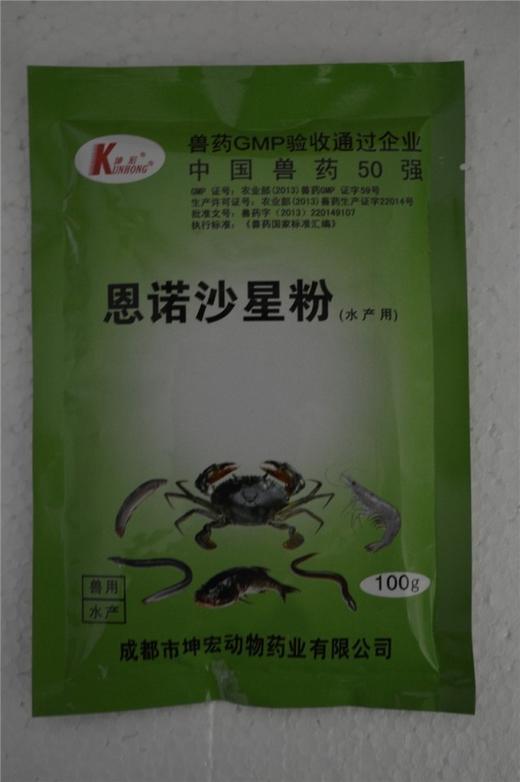 坤宏®
KUNHONG®
兽药GMP验收通过企业
中国兽药50强
GMP 证号：农业部(2013)兽药GMP 证字59号
生产许可证号：农业部(2013)兽药生产证字22014号
批准文号：兽药字（2013）220149107
执行标准：《兽药国家标准汇编》
恩诺沙星粉(水产用)
100g
兽用
水产
成都市坤宏动物药业有限公司